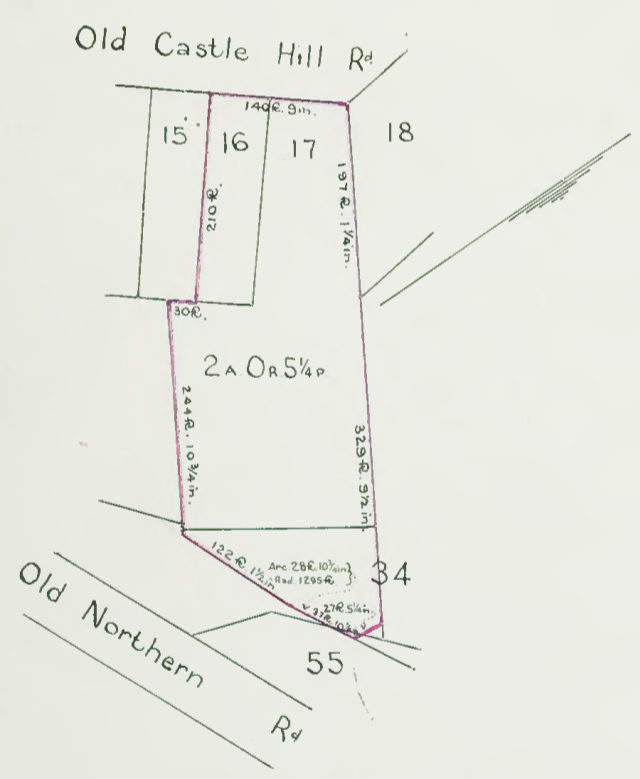 Old Castle Hill Rd
140ft. 9in.
15
16
17
18
197ft. 1¼in.
210ft.
30ft.
2A. 0R 5¼P
244ft. 10¾in.
329ft. 9½in.
122ft. 1½in
Arc. 28ft. 10¾in}
Rad. 1295ft.
34
27ft. 5¼in.
55
Old Northern Rd